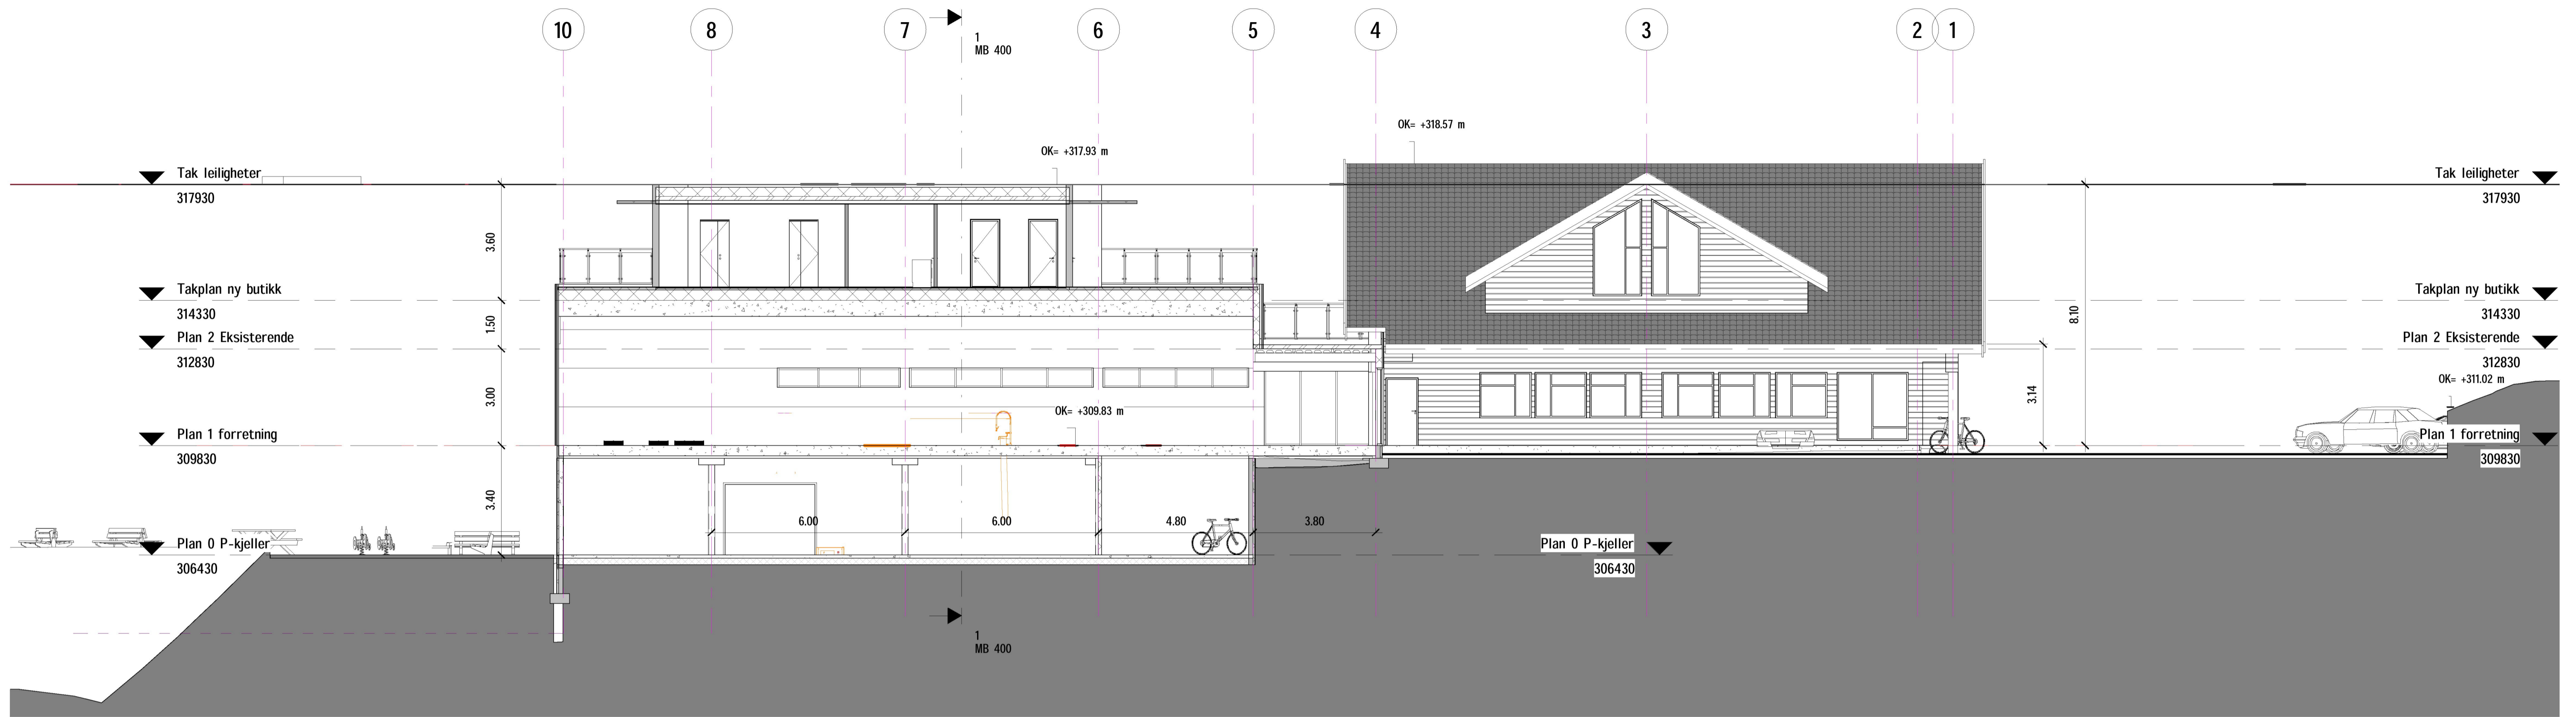 10
8
7
6
5
4
3
2
1
1
MB 400
OK= +318.57 m
OK= +317.93 m
Tak leiligheter
317930
Tak leiligheter
317930
3.60
Takplan ny butikk
314330
Takplan ny butikk
314330
8.10
1.50
Plan 2 Eksisterende
312830
Plan 2 Eksisterende
312830
OK= +311.02 m
3.00
3.14
OK= +309.83 m
Plan 1 forretning
309830
Plan 1 forretning
309830
3.40
6.00
6.00
4.80
3.80
Plan 0 P-kjeller
306430
Plan 0 P-kjeller
306430
1
MB 400